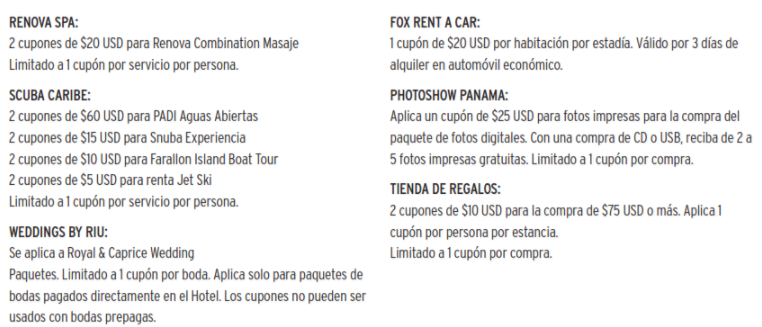 RENOVA SPA:
2 cupones de $20 USD para Renova Combination Masaje
Limitado a 1 cupón por servicio por persona.
SCUBA CARIBE:
2 cupones de $60 USD para PADI Aguas Abiertas
2 cupones de $15 USD para Snuba Experiencia
2 cupones de $10 USD para Farallon Island Boat Tour
2 cupones de $5 USD para renta Jet Ski
Limitado a 1 cupón por servicio por persona.
WEDDINGS BY RIU:
Se aplica a Royal & Caprice Wedding
Paquetes. Limitado a 1 cupón por boda. Aplica solo para paquetes de
bodas pagados directamente en el Hotel. Los cupones no pueden ser
usados con bodas prepagas.
FOX RENT A CAR:
1 cupón de $20 USD por habitación por estadía. Válido por 3 días de
alquiler en automóvil económico.
PHOTOSHOW PANAMA:
Aplica un cupón de $25 USD para fotos impresas para la compra del
paquete de fotos digitales. Con una compra de CD o USB, reciba de 2 a
5 fotos impresas gratuitas. Limitado a 1 cupón por compra.
TIENDA DE REGALOS:
2 cupones de $10 USD para la compra de $75 USD o más. Aplica 1
cupón por persona por estancia.
Limitado a 1 cupón por compra.